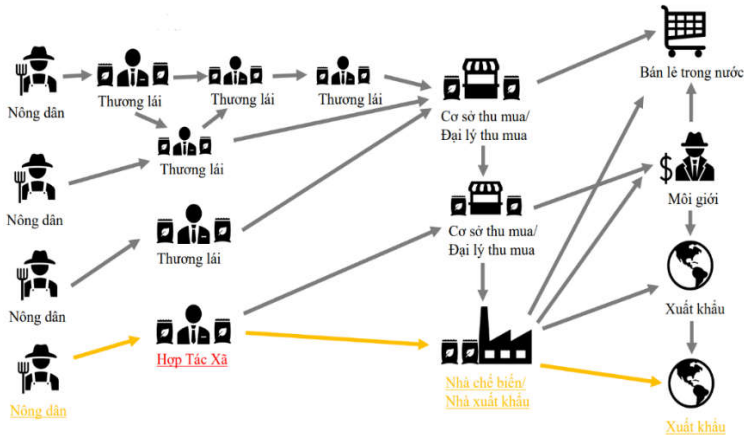 Nông dân
Thương lái
Thương lái
Thương lái
Cơ sở thu mua/
Đại lý thu mua
Bán lẻ trong nước
Nông dân
Thương lái
Cơ sở thu mua/
Đại lý thu mua
$
Môi giới
Nông dân
Thương lái
Xuất khẩu
Nông dân
Hợp Tác Xã
Nhà chế biến/
Nhà xuất khẩu
Xuất khẩu